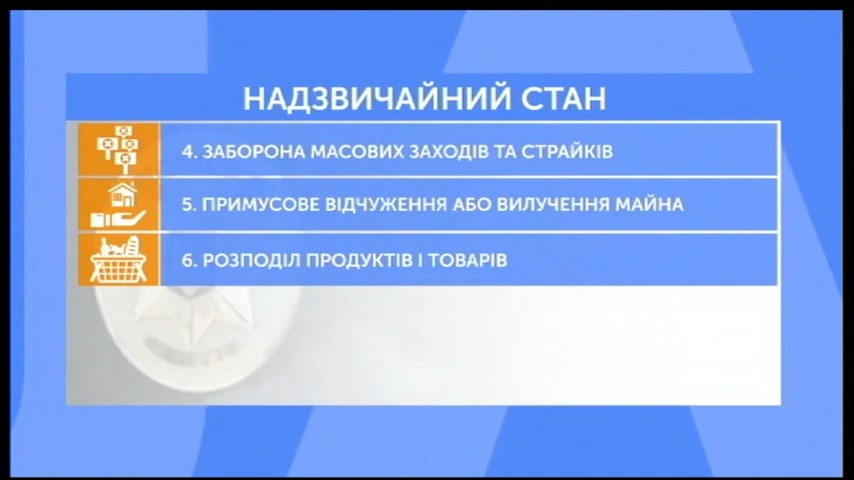 НАДЗВИЧАЙНИЙ СТАН
4. ЗАБОРОНА МАСОВИХ ЗАХОДІВ ТА СТРАЙКІВ
5. ПРИМУСОВЕ ВІДЧУЖЕННЯ АБО ВИЛУЧЕННЯ МАЙНА
6. РОЗПОДІЛ ПРОДУКТІВ І ТОВАРІВ